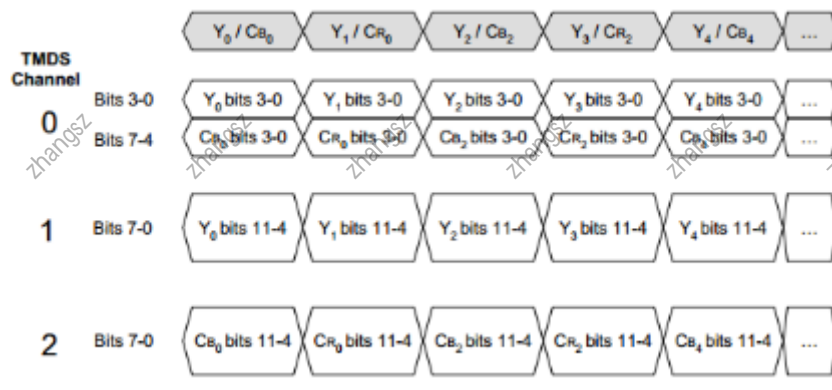 Y0 / CB0 Y1 / CR0 Y2 / CB2 Y3 / CR2 Y4 / CB4 ...
TMDS
Channel
0
Bits 3-0 Y0 bits 3-0 Y1 bits 3-0 Y2 bits 3-0 Y3 bits 3-0 Y4 bits 3-0 ...
Bits 7-4 CB0 bits 3-0 CR0 bits 3-0 CB2 bits 3-0 CR2 bits 3-0 CB4 bits 3-0 ...
zhangsz zhangsz zhangsz zhangsz
1 Bits 7-0 Y0 bits 11-4 Y1 bits 11-4 Y2 bits 11-4 Y3 bits 11-4 Y4 bits 11-4 ...
2 Bits 7-0 CB0 bits 11-4 CR0 bits 11-4 CB2 bits 11-4 CR2 bits 11-4 CB4 bits 11-4 ...